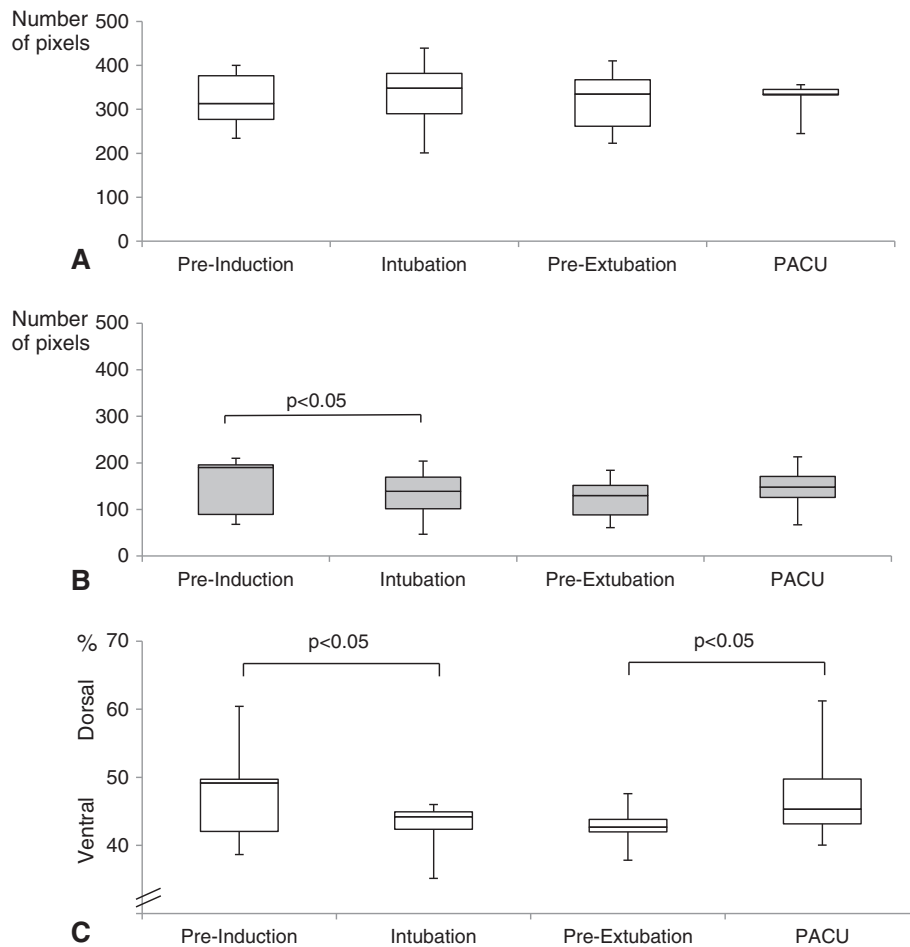 Number
of pixels
500
400
300
200
100
0
A
Pre-Induction
Intubation
Pre-Extubation
PACU
Number
of pixels
500
400
300
200
100
0
p<0.05
B
Pre-Induction
Intubation
Pre-Extubation
PACU
%
70
60
50
40
Dorsal
Ventral
p<0.05
p<0.05
C
Pre-Induction
Intubation
Pre-Extubation
PACU